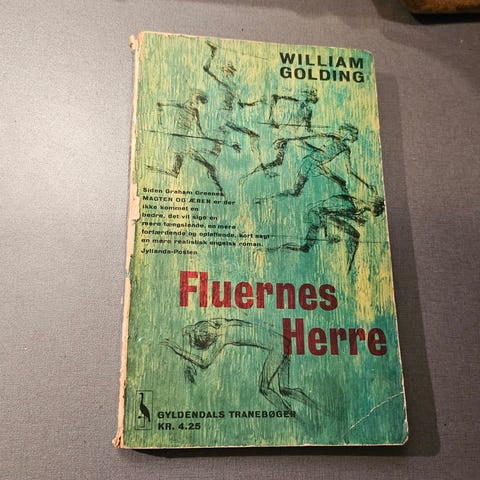 WILLIAM
GOLDING
Siden Graham Greenes
MAGTEN OG ÆREN er der
ikke kommet en
bedre, det vil sige en
mere fængslende, en mere
forfærdende og opløftende, kort sagt
en mere realistisk engelsk roman.
Jyllands-Posten
Fluernes
Herre
GYLDENDALS TRANEBØGER
KR. 4.25